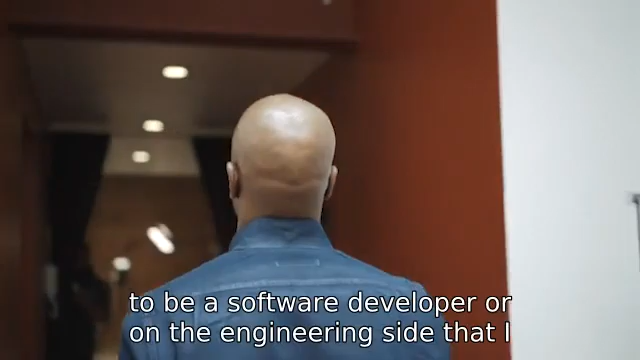 to be a software developer or
on the engineering side that I